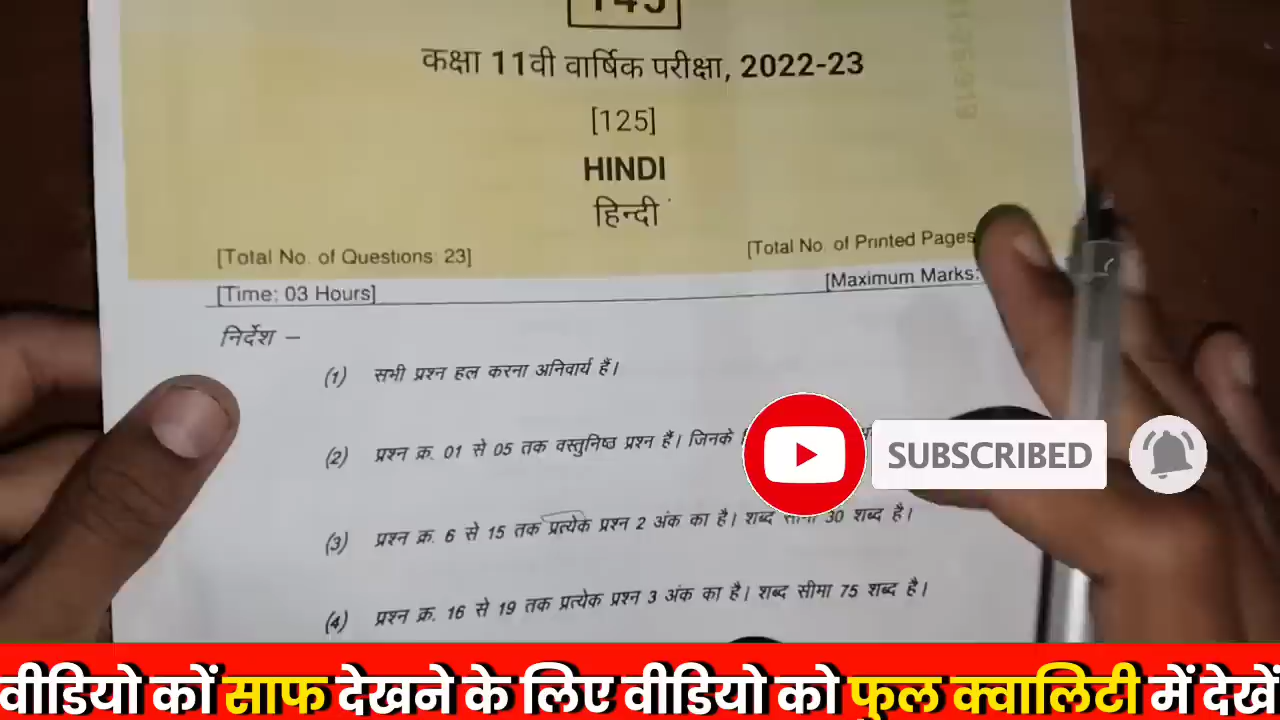 145
कक्षा 11वी वार्षिक परीक्षा, 2022-23
[125]
HINDI
हिन्दी
[Total No. of Questions: 23]
[Total No. of Printed Pages
[Time: 03 Hours]
[Maximum Marks:
निर्देश –
(1) सभी प्रश्न हल करना अनिवार्य हैं।
(2) प्रश्न क्र. 01 से 05 तक वस्तुनिष्ठ प्रश्न हैं। जिनके
(3) प्रश्न क्र. 6 से 15 तक प्रत्येक प्रश्न 2 अंक का है। शब्द सीमा 30 शब्द है।
(4) प्रश्न क्र. 16 से 19 तक प्रत्येक प्रश्न 3 अंक का है। शब्द सीमा 75 शब्द है।
SUBSCRIBED
वीडियो कों साफ देखने के लिए वीडियो को फुल क्वालिटी में देखें